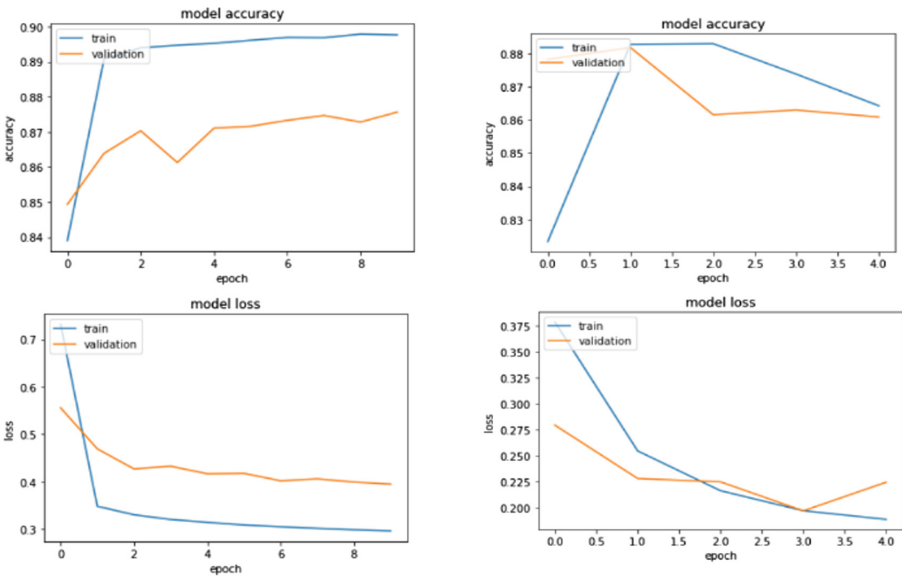 model accuracy
0.90
0.89
0.88
0.87
0.86
0.85
0.84
accuracy
train
validation
0 2 4 6 8
epoch
model accuracy
0.88
0.87
0.86
0.85
0.84
0.83
accuracy
train
validation
0.0 0.5 1.0 1.5 2.0 2.5 3.0 3.5 4.0
epoch
model loss
0.7
0.6
0.5
0.4
0.3
loss
train
validation
0 2 4 6 8
epoch
model loss
0.375
0.350
0.325
0.300
0.275
0.250
0.225
0.200
loss
train
validation
0.0 0.5 1.0 1.5 2.0 2.5 3.0 3.5 4.0
epoch